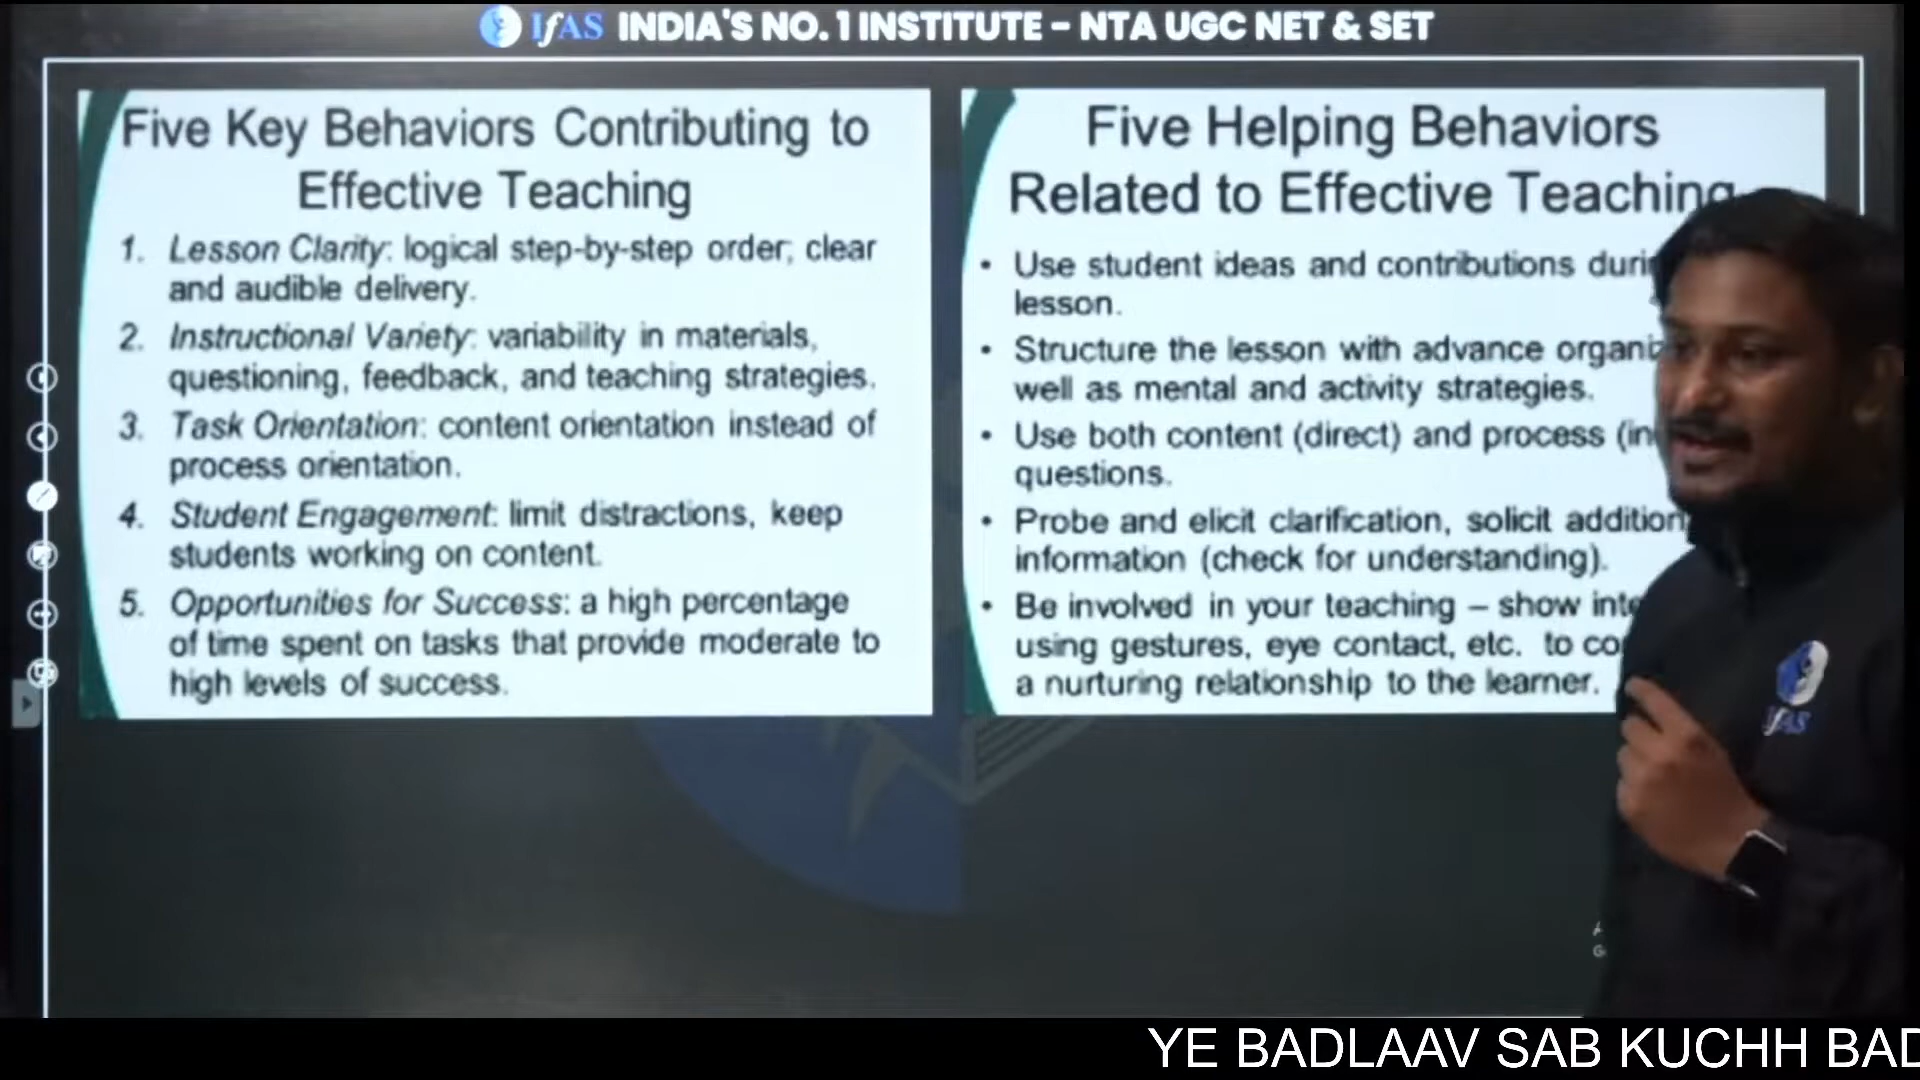 IfAS INDIA'S NO. 1 INSTITUTE - NTA UGC NET & SET
Five Key Behaviors Contributing to
Effective Teaching
1. Lesson Clarity: logical step-by-step order; clear
and audible delivery.
2. Instructional Variety: variability in materials,
questioning, feedback, and teaching strategies.
3. Task Orientation: content orientation instead of
process orientation.
4. Student Engagement: limit distractions, keep
students working on content.
5. Opportunities for Success: a high percentage
of time spent on tasks that provide moderate to
high levels of success.
Five Helping Behaviors
Related to Effective Teaching
• Use student ideas and contributions
lesson.
• Structure the lesson with advance
well as mental and activity strategies.
• Use both content (direct) and process
questions.
• Probe and elicit clarification, solicit
information (check for understanding).
• Be involved in your teaching – show
using gestures, eye contact, etc. to
a nurturing relationship to the learner.
IfAS
YE BADLAAV SAB KUCHH BAD